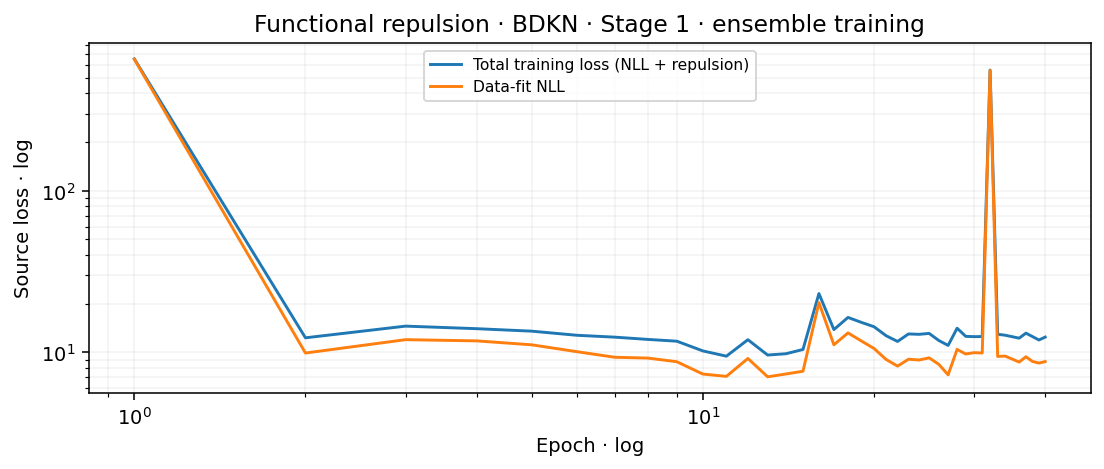 Functional repulsion · BDKN · Stage 1 · ensemble training
Total training loss (NLL + repulsion)
Data-fit NLL
Source loss · log
10²
10¹
10⁰
10¹
Epoch · log